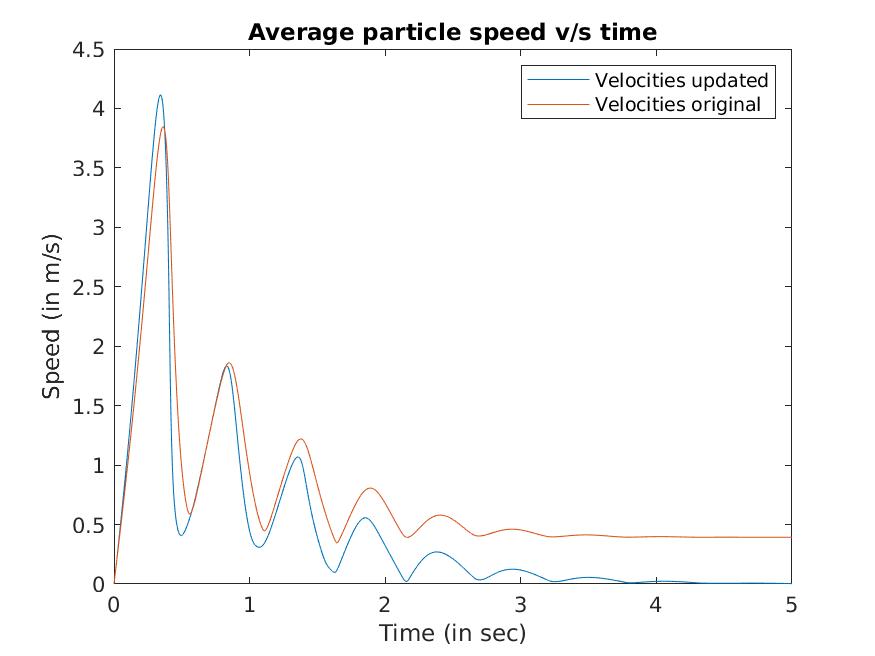 Average particle speed v/s time
4.5
4
3.5
3
2.5
2
1.5
1
0.5
0
Speed (in m/s)
Velocities updated
Velocities original
0 1 2 3 4 5
Time (in sec)